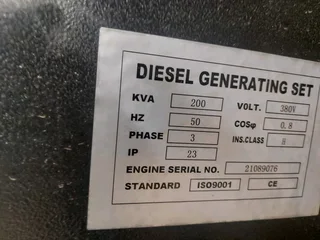 DIESEL GENERATING SET
KVA 200 VOLT. 380V
HZ 50 COSφ 0.8
PHASE 3 INS.CLASS H
IP 23
ENGINE SERIAL NO. 21089076
STANDARD ISO9001 CE